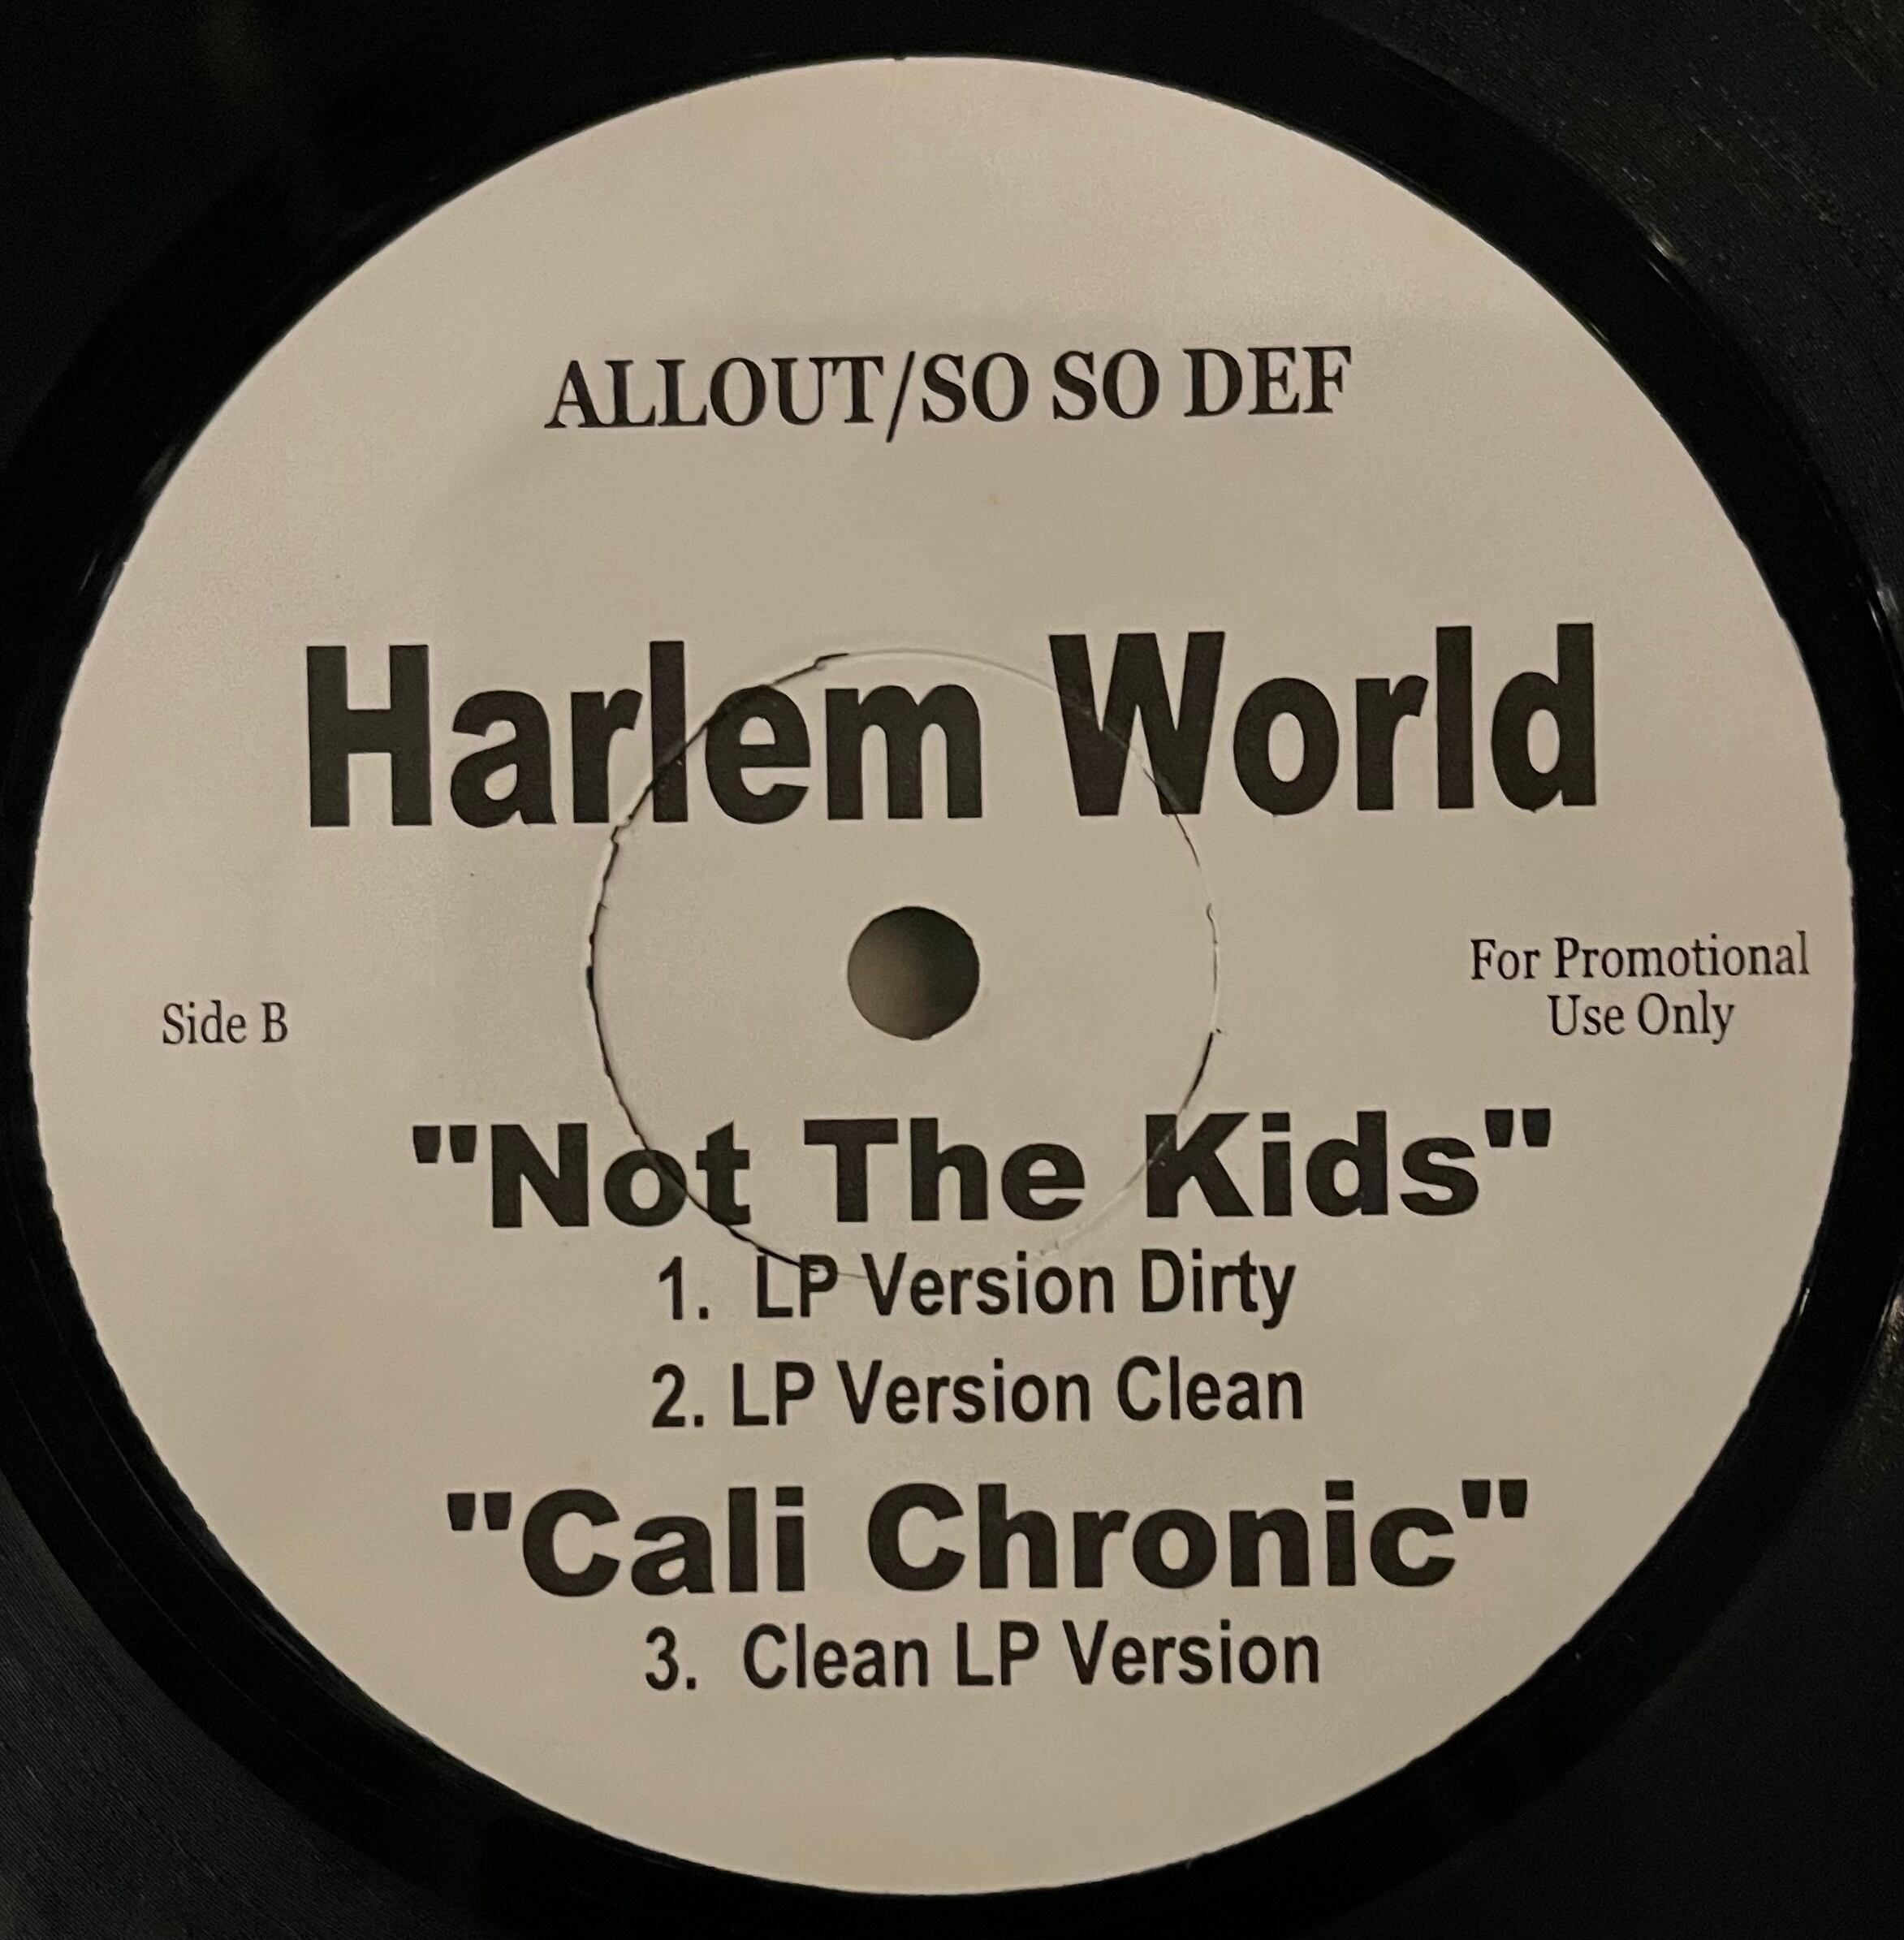 ALLOUT/SO SO DEF
Harlem World
Side B
For Promotional
Use Only
"Not The Kids"
1. LP Version Dirty
2. LP Version Clean
"Cali Chronic"
3. Clean LP Version